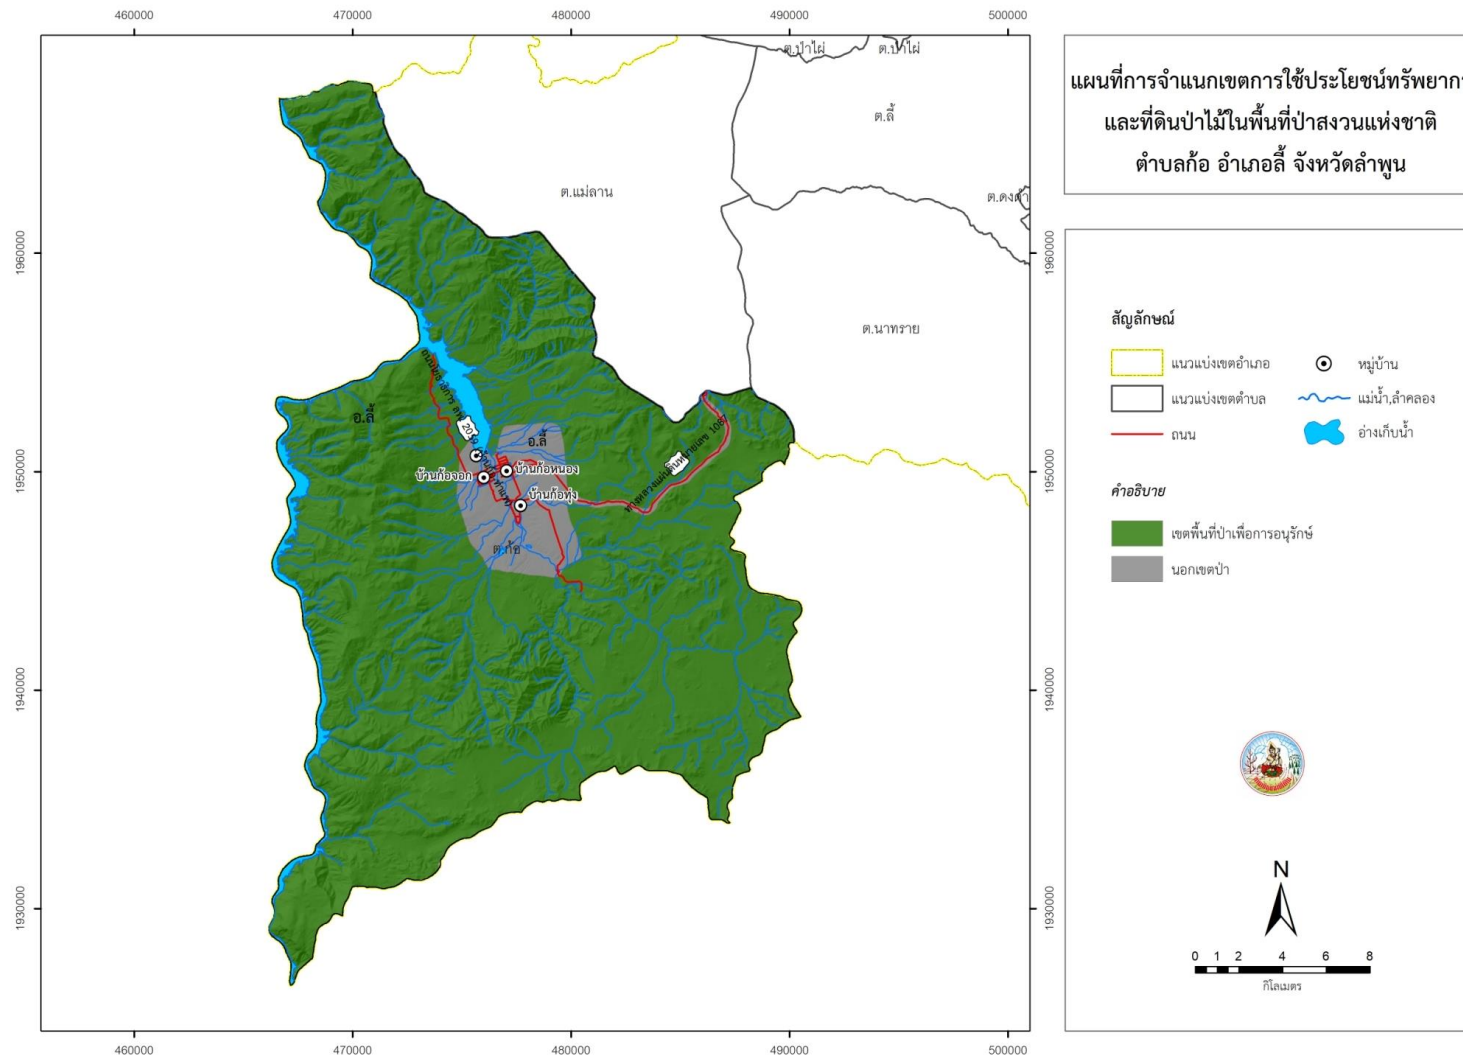 460000
470000
480000
490000
500000
ต.ป่าไผ่
ต.ป่าไผ่
ต.ลี้
ต.แม่ลาน
ต.ดงดำ
ต.นาทราย
อ.ลี้
อ.ลี้
บ้านก้อจอก
บ้านก้อหนอง
บ้านก้อทุ่ง
ต.ก้อ
1960000
1950000
1940000
1930000
1960000
1950000
1940000
1930000
460000
470000
480000
490000
500000
แผนที่การจำแนกเขตการใช้ประโยชน์ทรัพยาก
และที่ดินป่าไม้ในพื้นที่ป่าสงวนแห่งชาติ
ตำบลก้อ อำเภอลี้ จังหวัดลำพูน
สัญลักษณ์
แนวแบ่งเขตอำเภอ
หมู่บ้าน
แนวแบ่งเขตตำบล
แม่น้ำ,ลำคลอง
ถนน
อ่างเก็บน้ำ
คำอธิบาย
เขตพื้นที่ป่าเพื่อการอนุรักษ์
นอกเขตป่า
N
0 1 2 4 6 8
กิโลเมตร